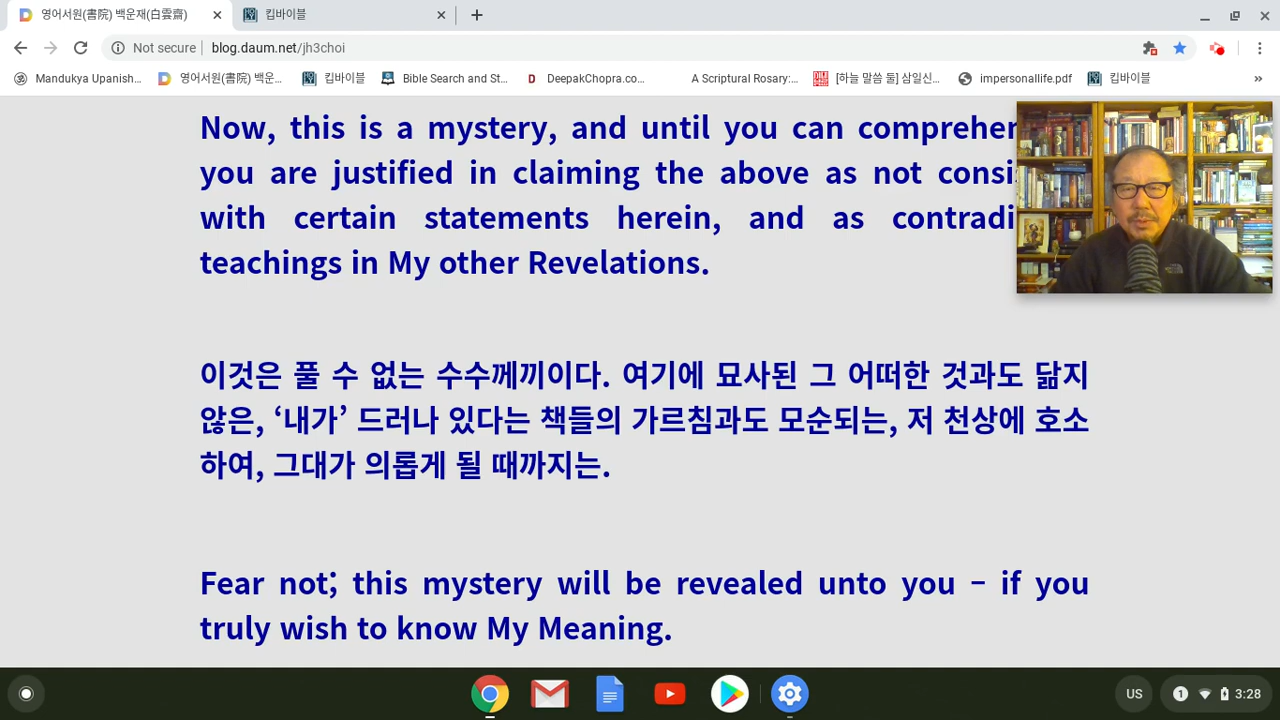 영어서원(書院) 백운재(白雲齋)
킵바이블
Not secure
blog.daum.net/jh3choi
Mandukya Upanish...
영어서원(書院) 백운...
킵바이블
Bible Search and St...
DeepakChopra.co...
A Scriptural Rosary:...
[하늘 말씀 둘] 삼일신...
impersonallife.pdf
킵바이블
Now, this is a mystery, and until you can comprehen
you are justified in claiming the above as not consi
with certain statements herein, and as contradi
teachings in My other Revelations.
이것은 풀 수 없는 수수께끼이다. 여기에 묘사된 그 어떠한 것과도 닮지
않은, ‘내가’ 드러나 있다는 책들의 가르침과도 모순되는, 저 천상에 호소
하여, 그대가 의롭게 될 때까지는.
Fear not; this mystery will be revealed unto you – if you
truly wish to know My Meaning.
US
1
3:28